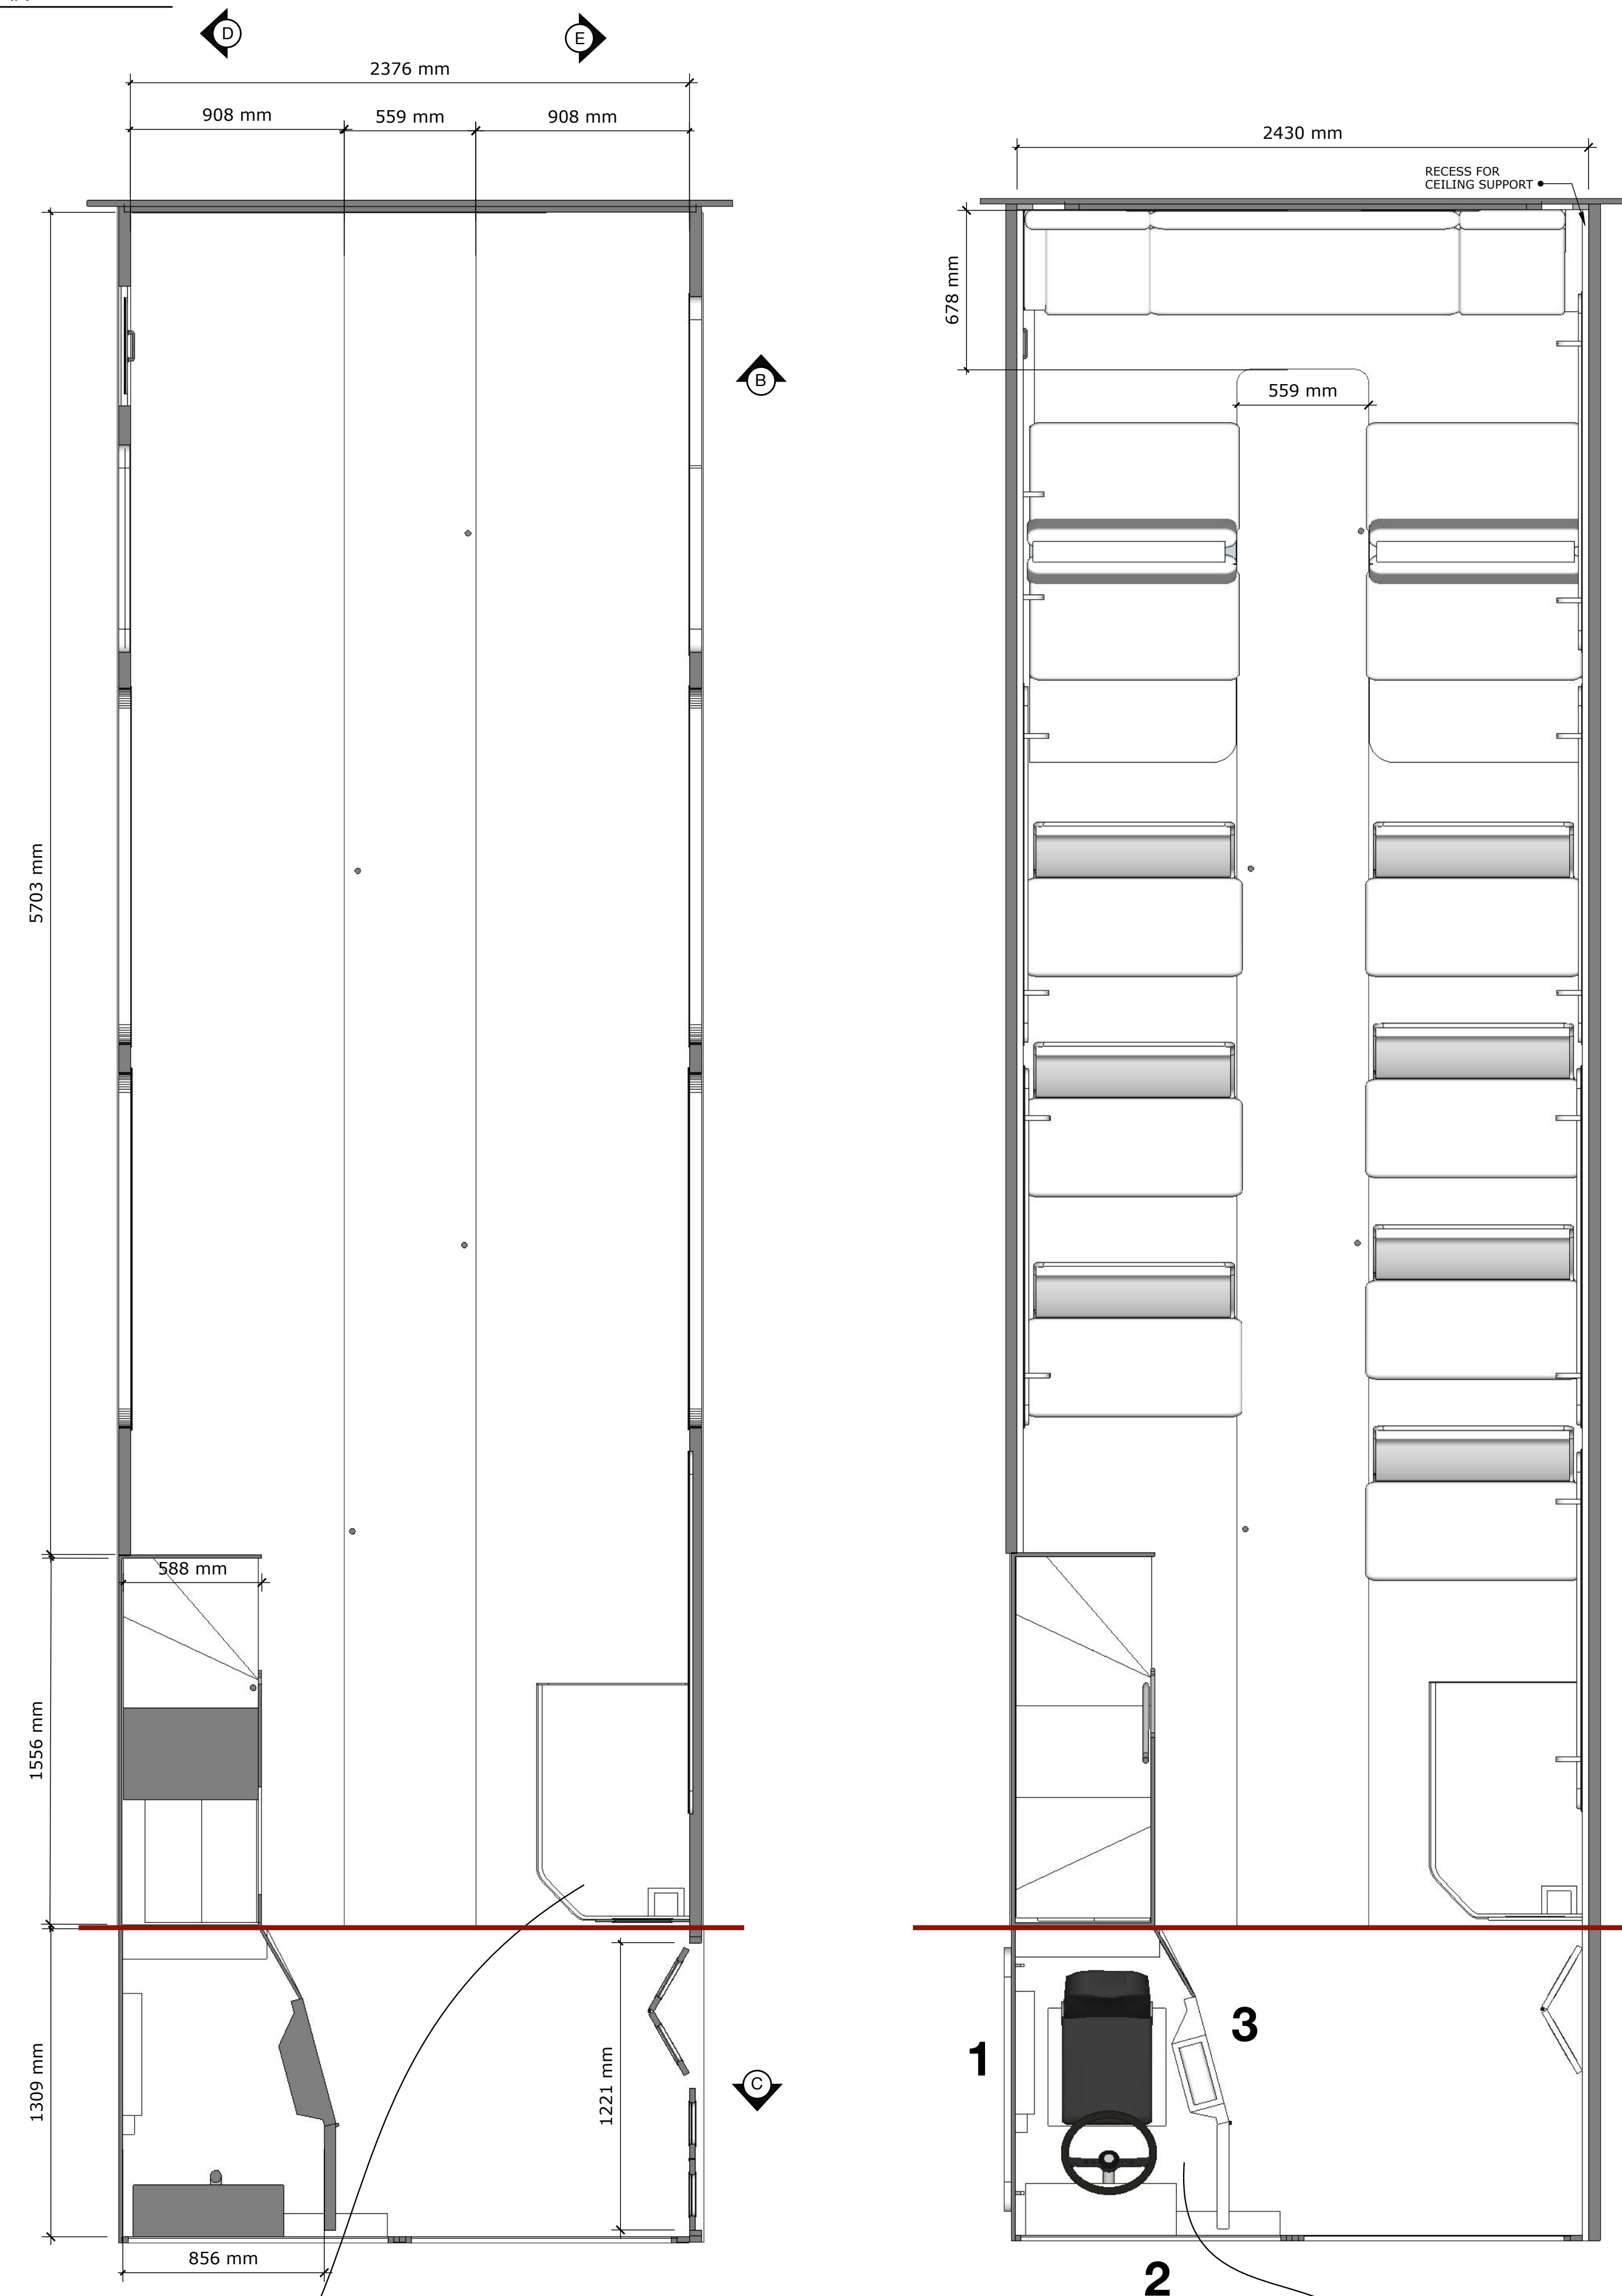 D
E
2376 mm
908 mm
559 mm
908 mm
2430 mm
RECESS FOR
CEILING SUPPORT
678 mm
B
559 mm
5703 mm
588 mm
1556 mm
1309 mm
1221 mm
C
1
3
856 mm
2